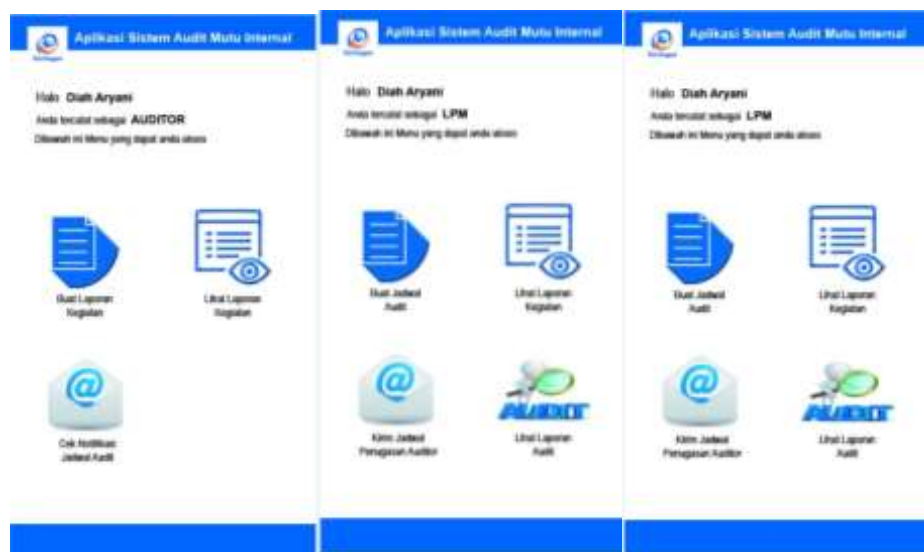 Aplikasi Sistem Audit Mutu Internal
Halo Diah Aryani
Anda tercatat sebagai AUDITOR
Dibawah ini Menu yang dapat anda akses
Buat Laporan
Kegiatan
Lihat Laporan
Kegiatan
@
Cek Notifikasi
Jadwal Audit
Aplikasi Sistem Audit Mutu Internal
Halo Diah Aryani
Anda tercatat sebagai LPM
Dibawah ini Menu yang dapat anda akses
Buat Jadwal
Audit
Lihat Laporan
Kegiatan
@
Kirim Jadwal
Penugasan Auditor
AUDIT
Lihat Laporan
Audit
Aplikasi Sistem Audit Mutu Internal
Halo Diah Aryani
Anda tercatat sebagai LPM
Dibawah ini Menu yang dapat anda akses
Buat Jadwal
Audit
Lihat Laporan
Kegiatan
@
Kirim Jadwal
Penugasan Auditor
AUDIT
Lihat Laporan
Audit